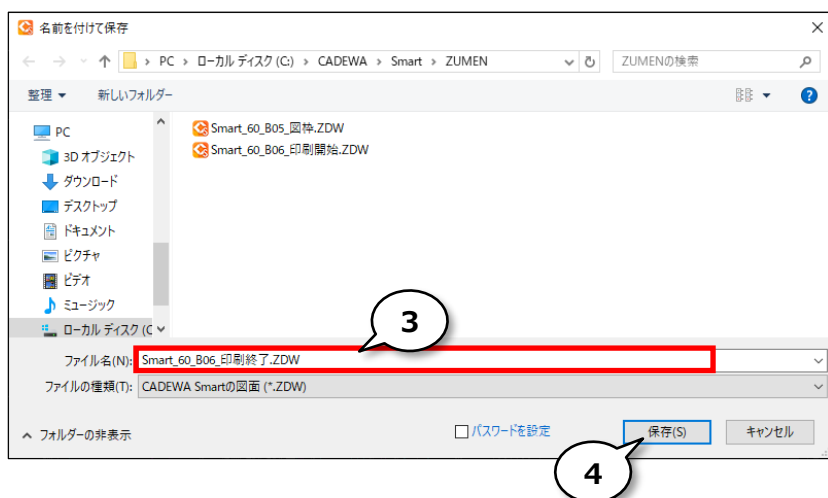 名前を付けて保存
PC › ローカル ディスク (C:) › CADEWA › Smart › ZUMEN
ZUMENの検索
整理
新しいフォルダー
PC
3D オブジェクト
ダウンロード
デスクトップ
ドキュメント
ピクチャ
ビデオ
ミュージック
ローカル ディスク (C
Smart_60_B05_図枠.ZDW
Smart_60_B06_印刷開始.ZDW
3
ファイル名(N): Smart_60_B06_印刷終了.ZDW
ファイルの種類(T): CADEWA Smartの図面 (*.ZDW)
フォルダーの非表示
パスワードを設定
保存(S)
キャンセル
4